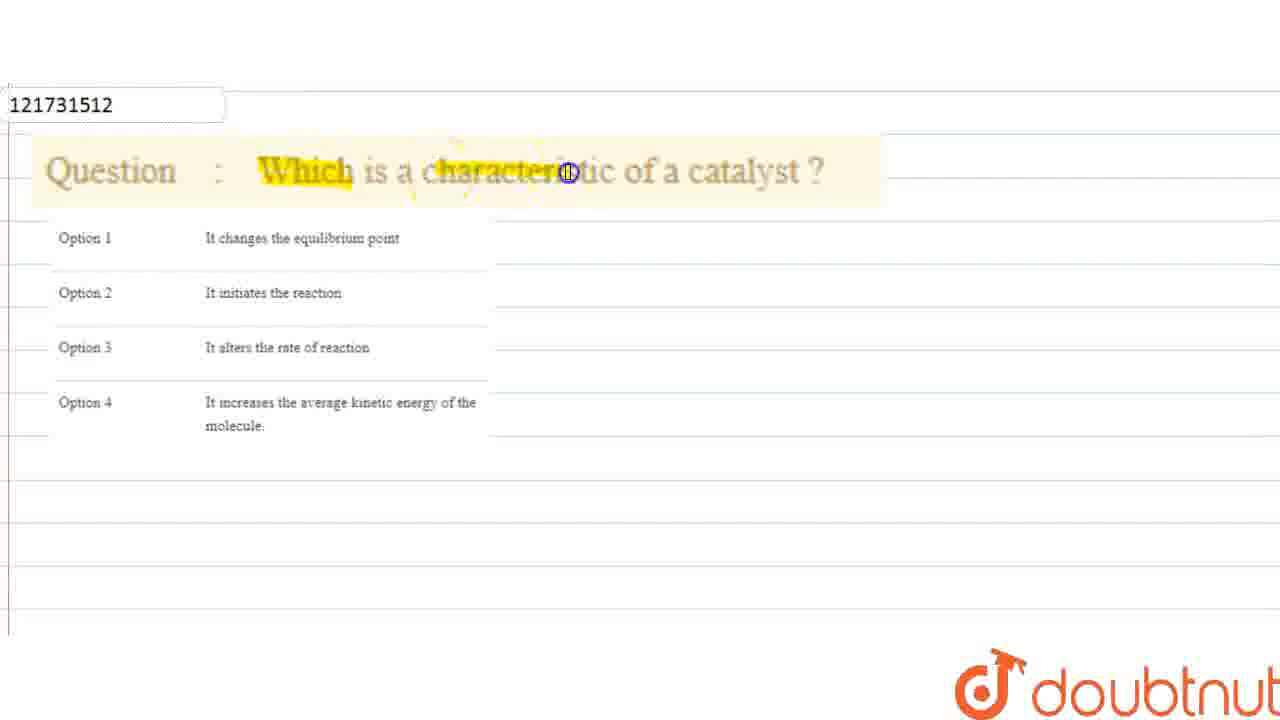 121731512
Question : Which is a characteristic of a catalyst ?
Option 1 It changes the equilibrium point
Option 2 It initiates the reaction
Option 3 It alters the rate of reaction
Option 4 It increases the average kinetic energy of the
molecule.
doubtnut